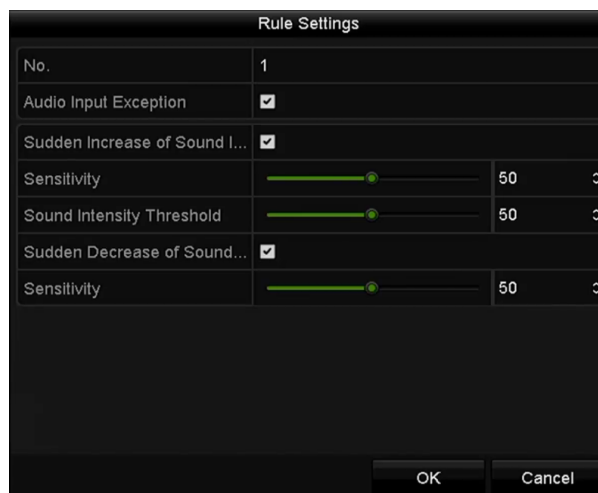 Rule Settings
No. 1
Audio Input Exception
Sudden Increase of Sound I...
Sensitivity 50
Sound Intensity Threshold 50
Sudden Decrease of Sound...
Sensitivity 50
OK Cancel